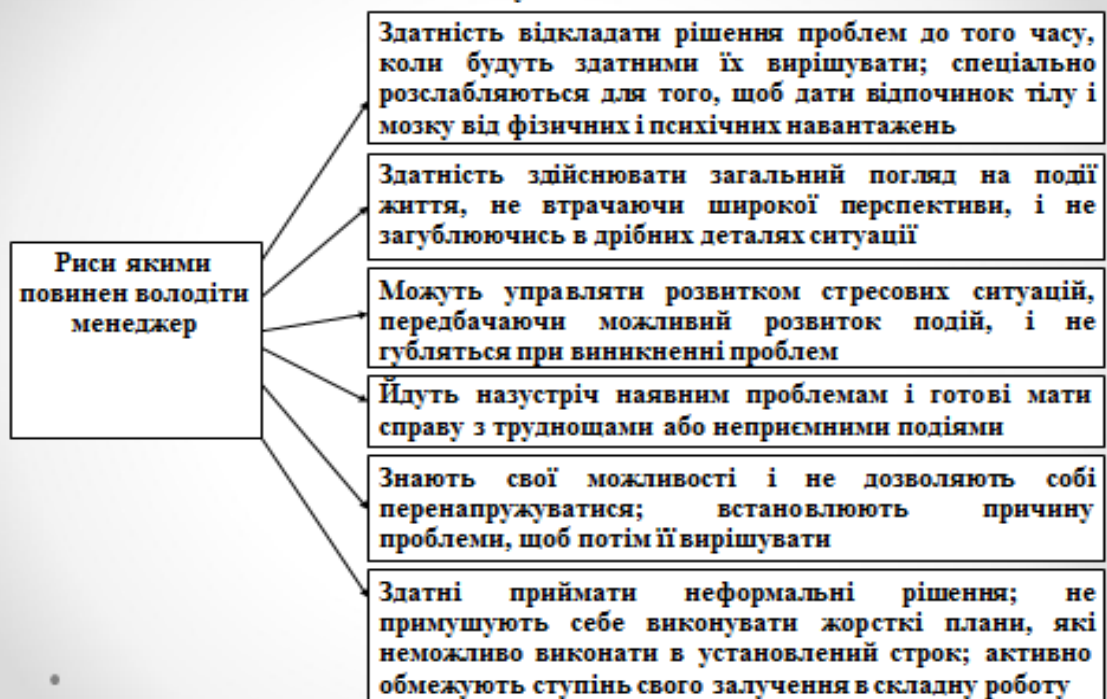 Риси якими
повинен володіти
менеджер
Здатність відкладати рішення проблем до того часу,
коли будуть здатними їх вирішувати; спеціально
розслабляються для того, щоб дати відпочинок тілу і
мозку від фізичних і психічних навантажень
Здатність здійснювати загальний погляд на події
життя, не втрачаючи широкої перспективи, і не
загублюючись в дрібних деталях ситуації
Можуть управляти розвитком стресових ситуацій,
передбачаючи можливий розвиток подій, і не
губляться при виникненні проблем
Йдуть назустріч наявним проблемам і готові мати
справу з труднощами або неприємними подіями
Знають свої можливості і не дозволяють собі
перенапружуватися; встановлюють причину
проблеми, щоб потім її вирішувати
Здатні приймати неформальні рішення; не
примушують себе виконувати жорсткі плани, які
неможливо виконати в установлений строк; активно
обмежують ступінь свого залучення в складну роботу